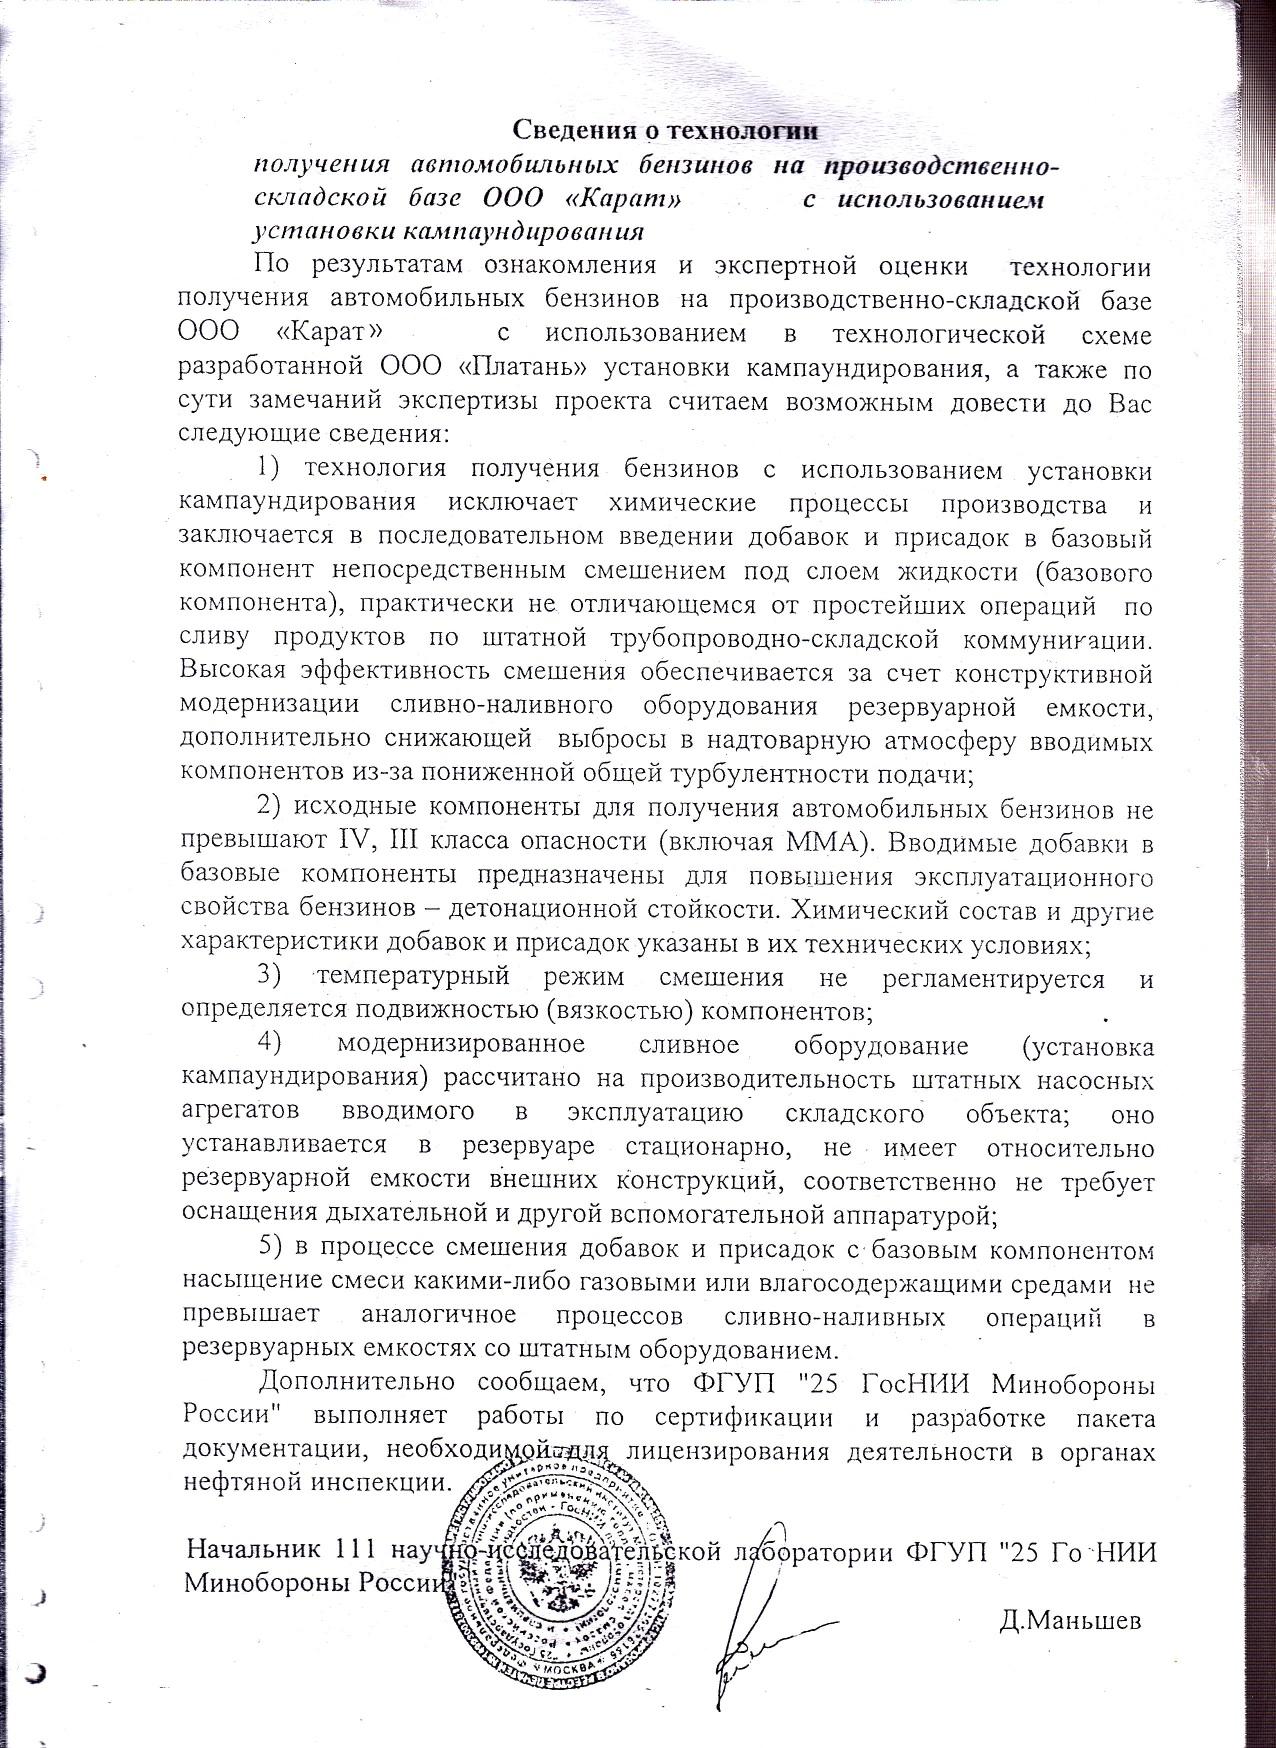 Сведения о технологии
получения автомобильных бензинов на производственно-
складской базе ООО «Карат» с использованием
установки кампаундирования
По результатам ознакомления и экспертной оценки технологии
получения автомобильных бензинов на производственно-складской базе
ООО «Карат» с использованием в технологической схеме
разработанной ООО «Платань» установки кампаундирования, а также по
сути замечаний экспертизы проекта считаем возможным довести до Вас
следующие сведения:
1) технология получения бензинов с использованием установки
кампаундирования исключает химические процессы производства и
заключается в последовательном введении добавок и присадок в базовый
компонент непосредственным смешением под слоем жидкости (базового
компонента), практически не отличающемся от простейших операций по
сливу продуктов по штатной трубопроводно-складской коммуникации.
Высокая эффективность смешения обеспечивается за счет конструктивной
модернизации сливно-наливного оборудования резервуарной емкости,
дополнительно снижающей выбросы в надтоварную атмосферу вводимых
компонентов из-за пониженной общей турбулентности подачи;
2) исходные компоненты для получения автомобильных бензинов не
превышают IV, III класса опасности (включая ММА). Вводимые добавки в
базовые компоненты предназначены для повышения эксплуатационного
свойства бензинов – детонационной стойкости. Химический состав и другие
характеристики добавок и присадок указаны в их технических условиях;
3) температурный режим смешения не регламентируется и
определяется подвижностью (вязкостью) компонентов;
4) модернизированное сливное оборудование (установка
кампаундирования) рассчитано на производительность штатных насосных
агрегатов вводимого в эксплуатацию складского объекта; оно
устанавливается в резервуаре стационарно, не имеет относительно
резервуарной емкости внешних конструкций, соответственно не требует
оснащения дыхательной и другой вспомогательной аппаратурой;
5) в процессе смешения добавок и присадок с базовым компонентом
насыщение смеси какими-либо газовыми или влагосодержащими средами не
превышает аналогичное процессов сливно-наливных операций в
резервуарных емкостях со штатным оборудованием.
Дополнительно сообщаем, что ФГУП "25 ГосНИИ Минобороны
России" выполняет работы по сертификации и разработке пакета
документации, необходимой для лицензирования деятельности в органах
нефтяной инспекции.
Начальник 111 научно-исследовательской лаборатории ФГУП "25 Го НИИ
Минобороны России"
Д.Маньшев
МОСКВА